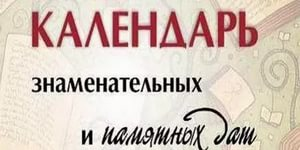 КАЛЕНДАРЬ
знаменательных
и памятных дат